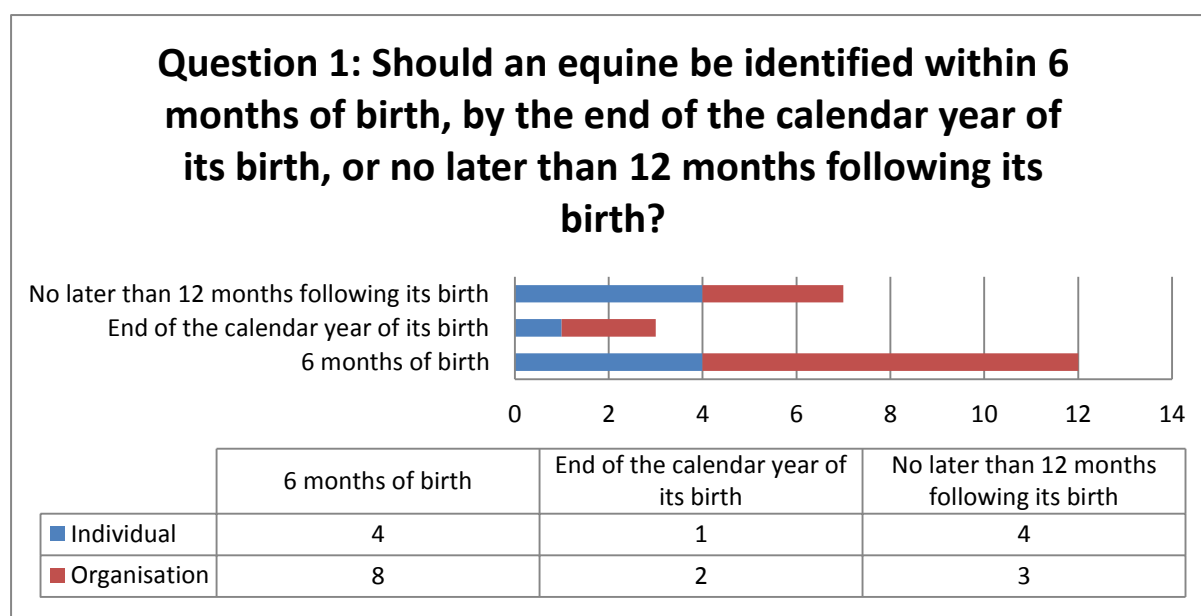 Question 1: Should an equine be identified within 6
months of birth, by the end of the calendar year of
its birth, or no later than 12 months following its
birth?
No later than 12 months following its birth
End of the calendar year of its birth
6 months of birth
0 2 4 6 8 10 12 14
6 months of birth
End of the calendar year of
its birth
No later than 12 months
following its birth
Individual 4 1 4
Organisation 8 2 3